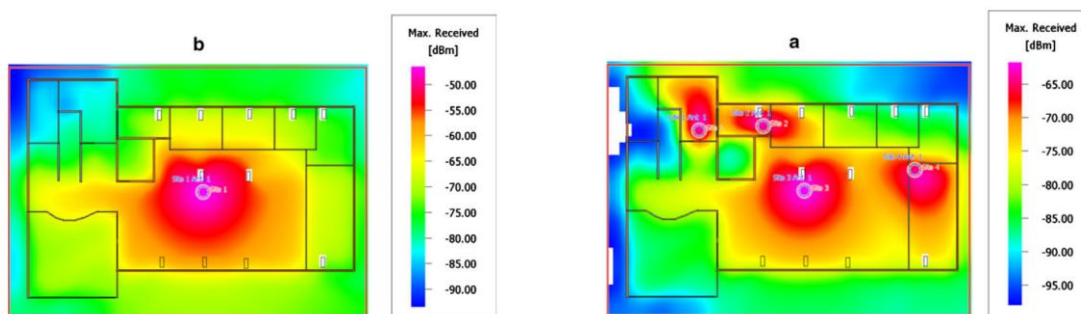 b
Max. Received
[dBm]
-50.00
-55.00
-60.00
-65.00
-70.00
-75.00
-80.00
-85.00
-90.00
Site 1 Ant 1
Site 1
a
Max. Received
[dBm]
-65.00
-70.00
-75.00
-80.00
-85.00
-90.00
-95.00
Ant 1
Site 2 Ant 1
Site 2
Site 3 Ant 1
Site 3
Site 4